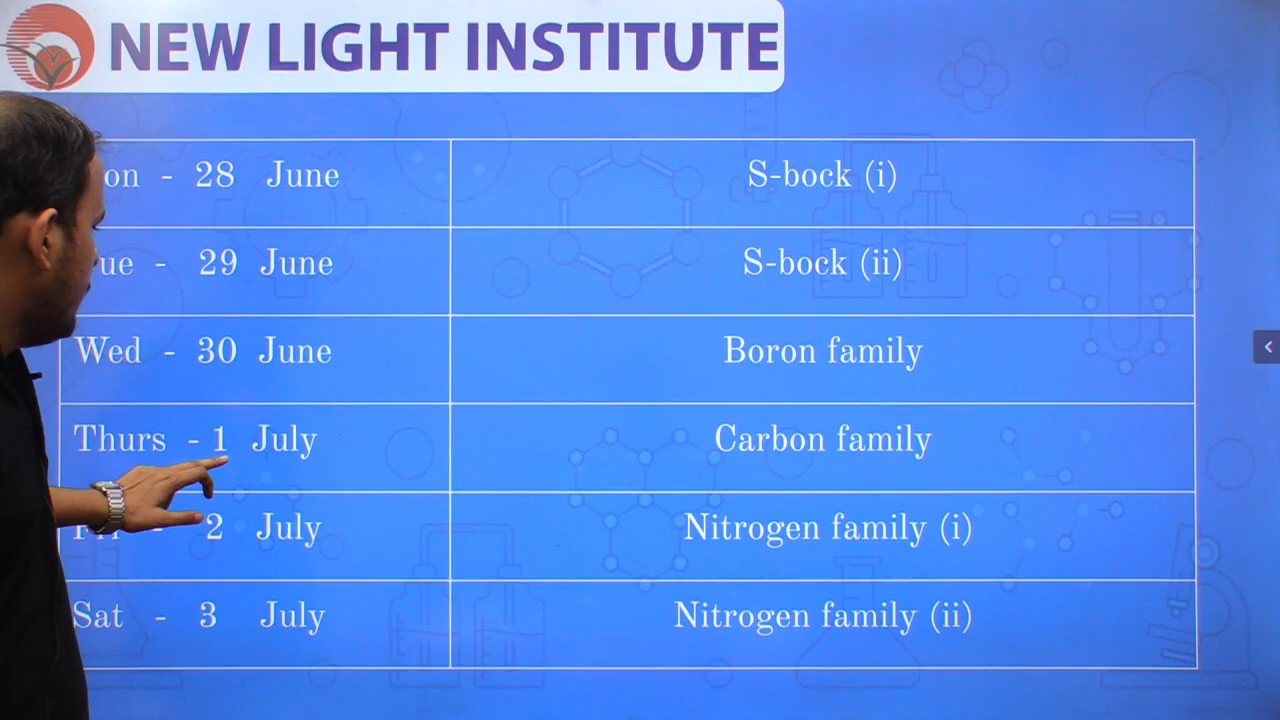 NEW LIGHT INSTITUTE
on - 28 June S-bock (i)
ue - 29 June S-bock (ii)
Wed - 30 June Boron family
Thurs - 1 July Carbon family
2 July Nitrogen family (i)
Sat - 3 July Nitrogen family (ii)